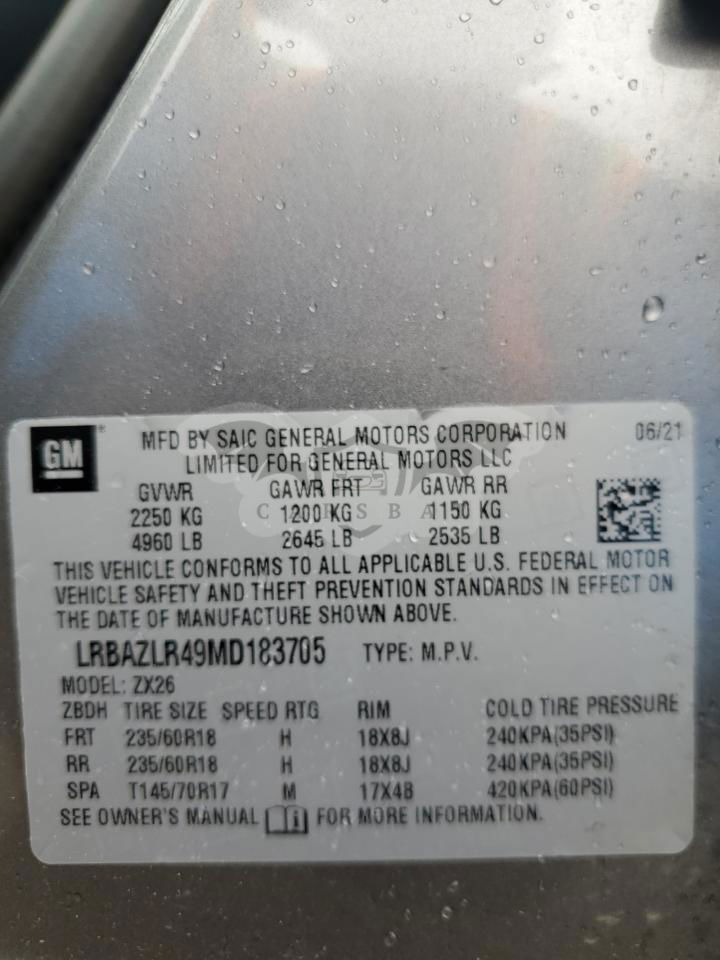 GM ®
MFD BY SAIC GENERAL MOTORS CORPORATION 06/21
LIMITED FOR GENERAL MOTORS LLC
GVWR GAWR FRT GAWR RR
2250 KG 1200 KG 1150 KG
CARSBA
4960 LB 2645 LB 2535 LB
THIS VEHICLE CONFORMS TO ALL APPLICABLE U.S. FEDERAL MOTOR
VEHICLE SAFETY AND THEFT PREVENTION STANDARDS IN EFFECT ON
THE DATE OF MANUFACTURE SHOWN ABOVE.
LRBAZLR49MD183705 TYPE: M.P.V.
MODEL: ZX26
ZBDH TIRE SIZE SPEED RTG RIM COLD TIRE PRESSURE
FRT 235/60R18 H 18X8J 240KPA(35PSI)
RR 235/60R18 H 18X8J 240KPA(35PSI)
SPA T145/70R17 M 17X4B 420KPA(60PSI)
SEE OWNER'S MANUAL FOR MORE INFORMATION.